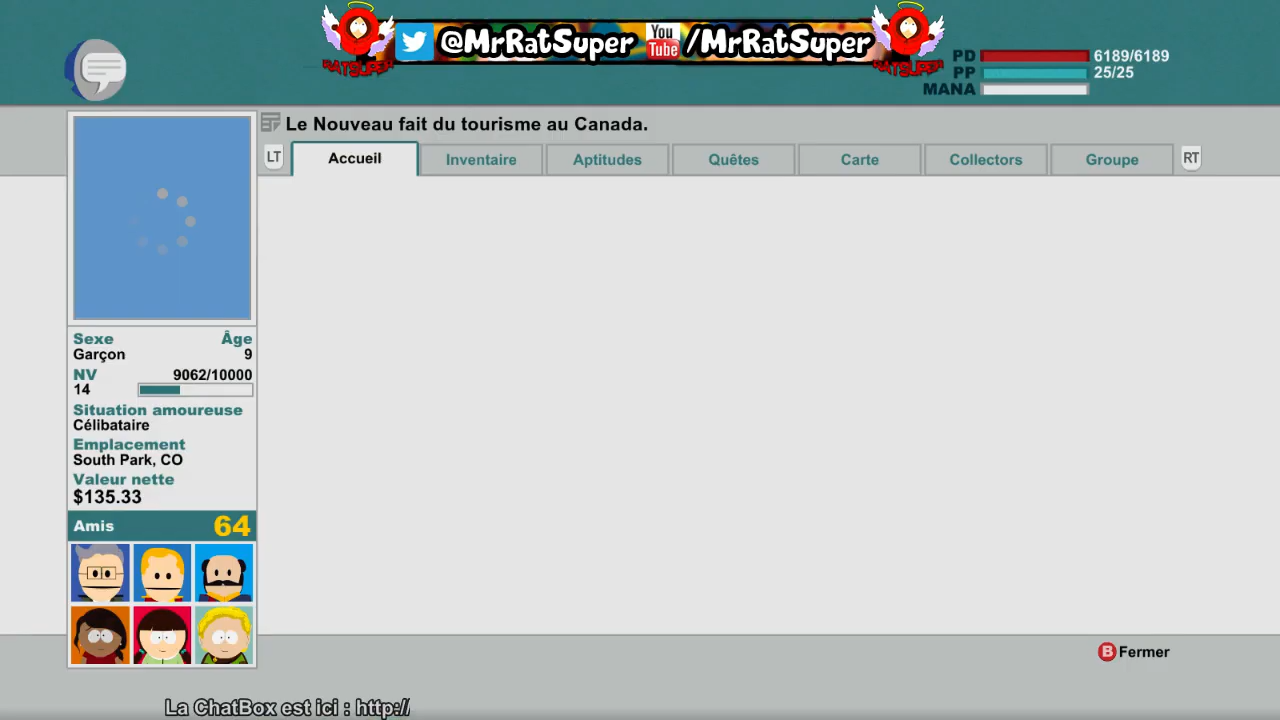 @MrRatSuper You Tube /MrRatSuper
RATSUPER RATSUPER
PD 6189/6189
PP 25/25
MANA
Le Nouveau fait du tourisme au Canada.
LT Accueil Inventaire Aptitudes Quêtes Carte Collectors Groupe RT
Sexe Âge
Garçon 9
NV 9062/10000
14
Situation amoureuse
Célibataire
Emplacement
South Park, CO
Valeur nette
$135.33
Amis 64
B Fermer
La ChatBox est ici : http://